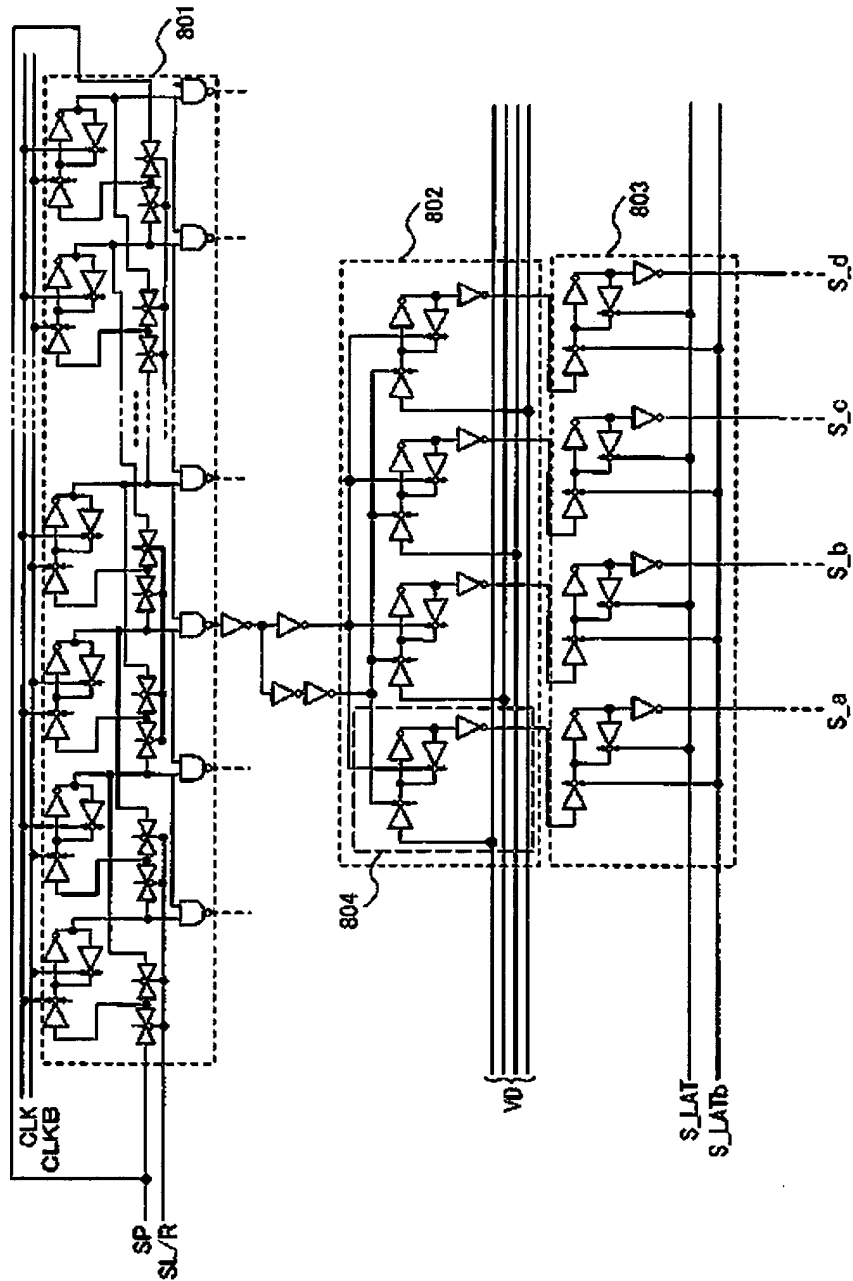 801
CLK
CLKB
SP
SL/R
802
804
VD
803
S_LAT
S_LATb
S_a
S_b
S_c
S_d